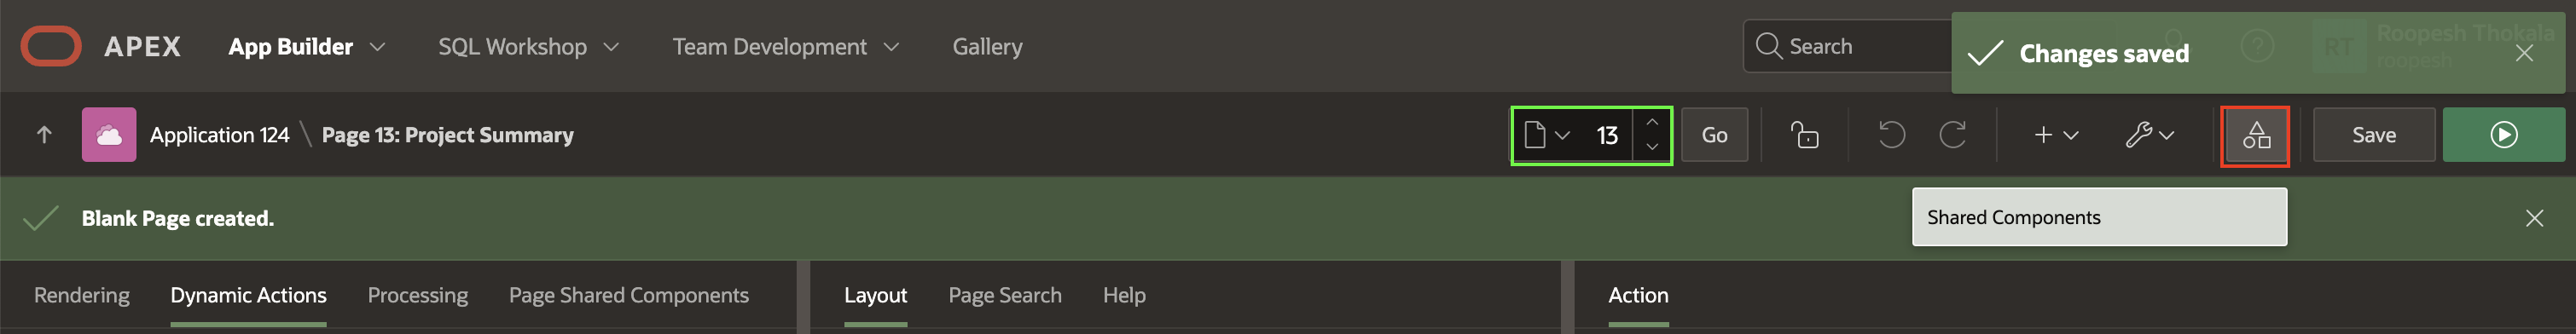 APEX App Builder SQL Workshop Team Development Gallery Search Changes saved RT Roopesh Thokala
roopesh
Application 124 \ Page 13: Project Summary 13 Go Save
Blank Page created.
Shared Components
Rendering Dynamic Actions Processing Page Shared Components Layout Page Search Help Action